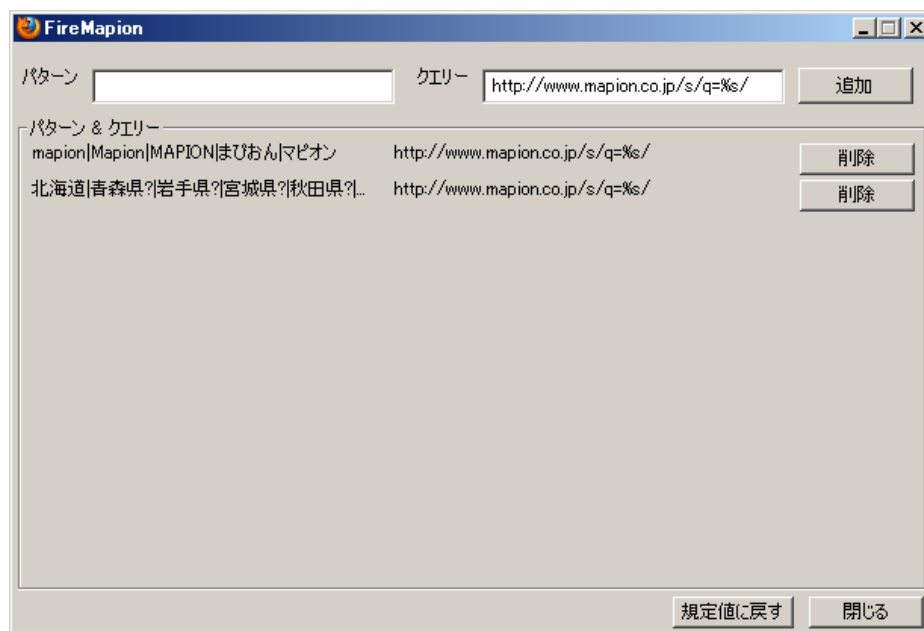 FireMapion
パターン クエリー http://www.mapion.co.jp/s/q=%s/ 追加
パターン & クエリー
mapion|Mapion|MAPION|まぴおん|マピオン http://www.mapion.co.jp/s/q=%s/ 削除
北海道|青森県?|岩手県?|宮城県?|秋田県?|... http://www.mapion.co.jp/s/q=%s/ 削除
規定値に戻す 閉じる